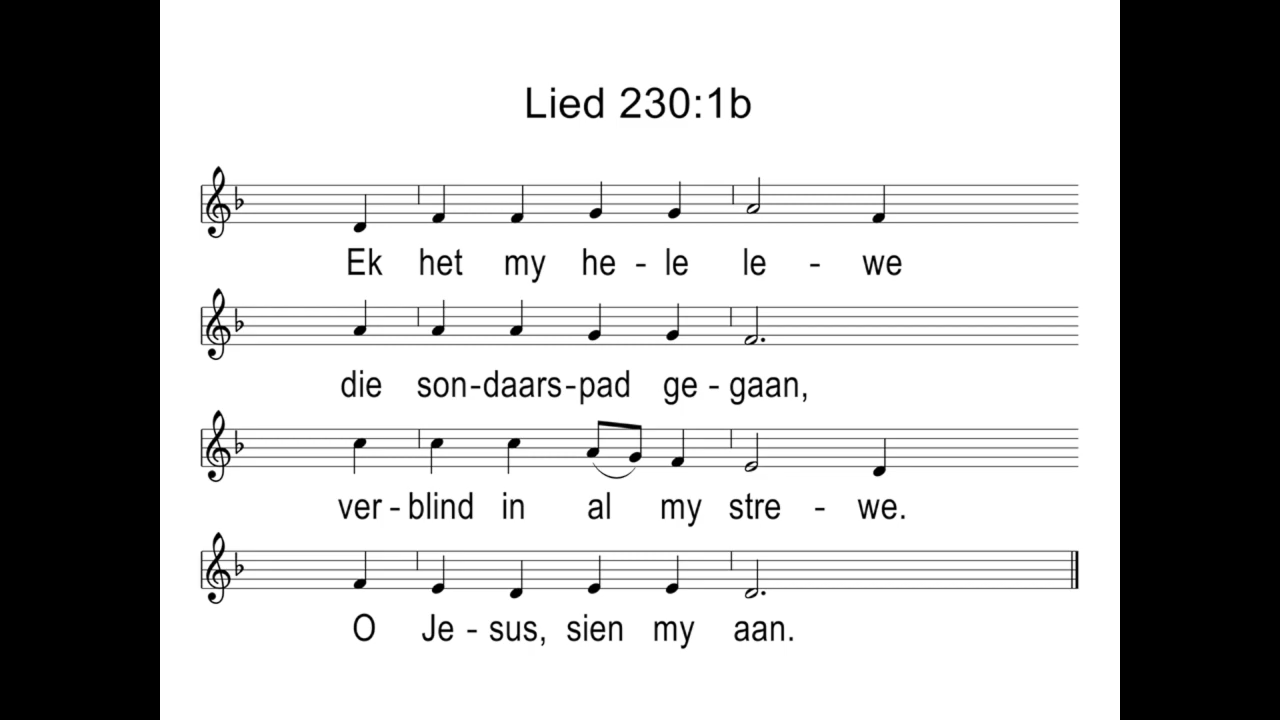 Lied 230:1b
Ek het my he - le le - we
die son-daars-pad ge - gaan,
ver - blind in al my stre - we.
O Je - sus, sien my aan.